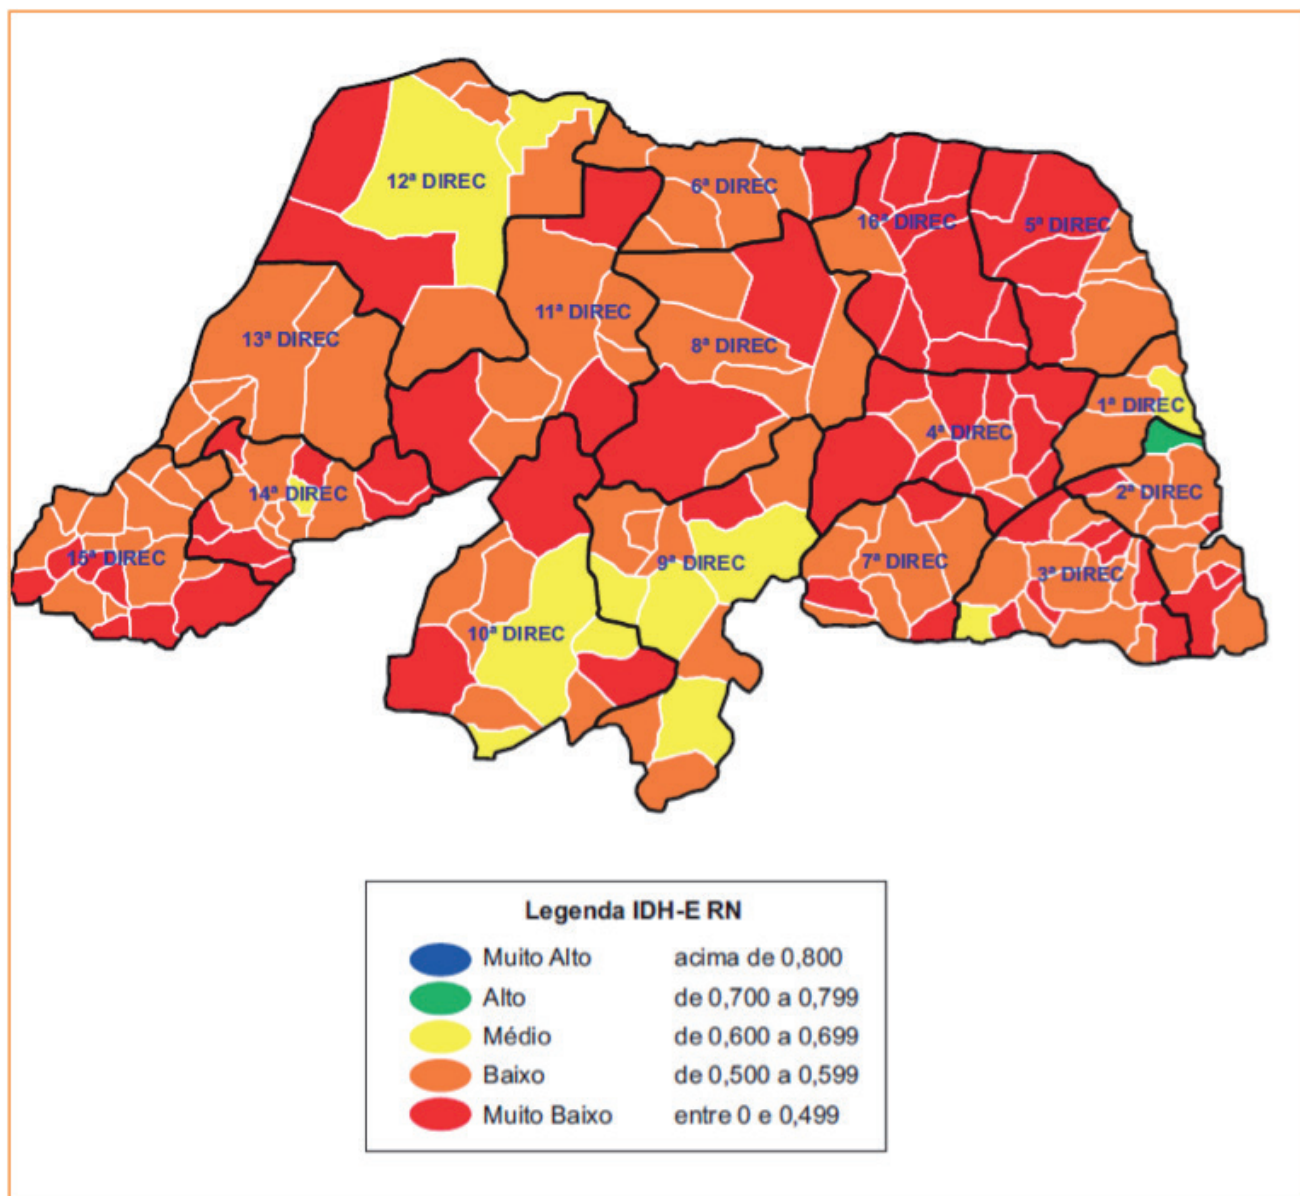 12ª DIREC
6ª DIREC
16ª DIREC
5ª DIREC
11ª DIREC
13ª DIREC
8ª DIREC
1ª DIREC
4ª DIREC
14ª DIREC
2ª DIREC
15ª DIREC
9ª DIREC
7ª DIREC
3ª DIREC
10ª DIREC
Legenda IDH-E RN
Muito Alto acima de 0,800
Alto de 0,700 a 0,799
Médio de 0,600 a 0,699
Baixo de 0,500 a 0,599
Muito Baixo entre 0 e 0,499